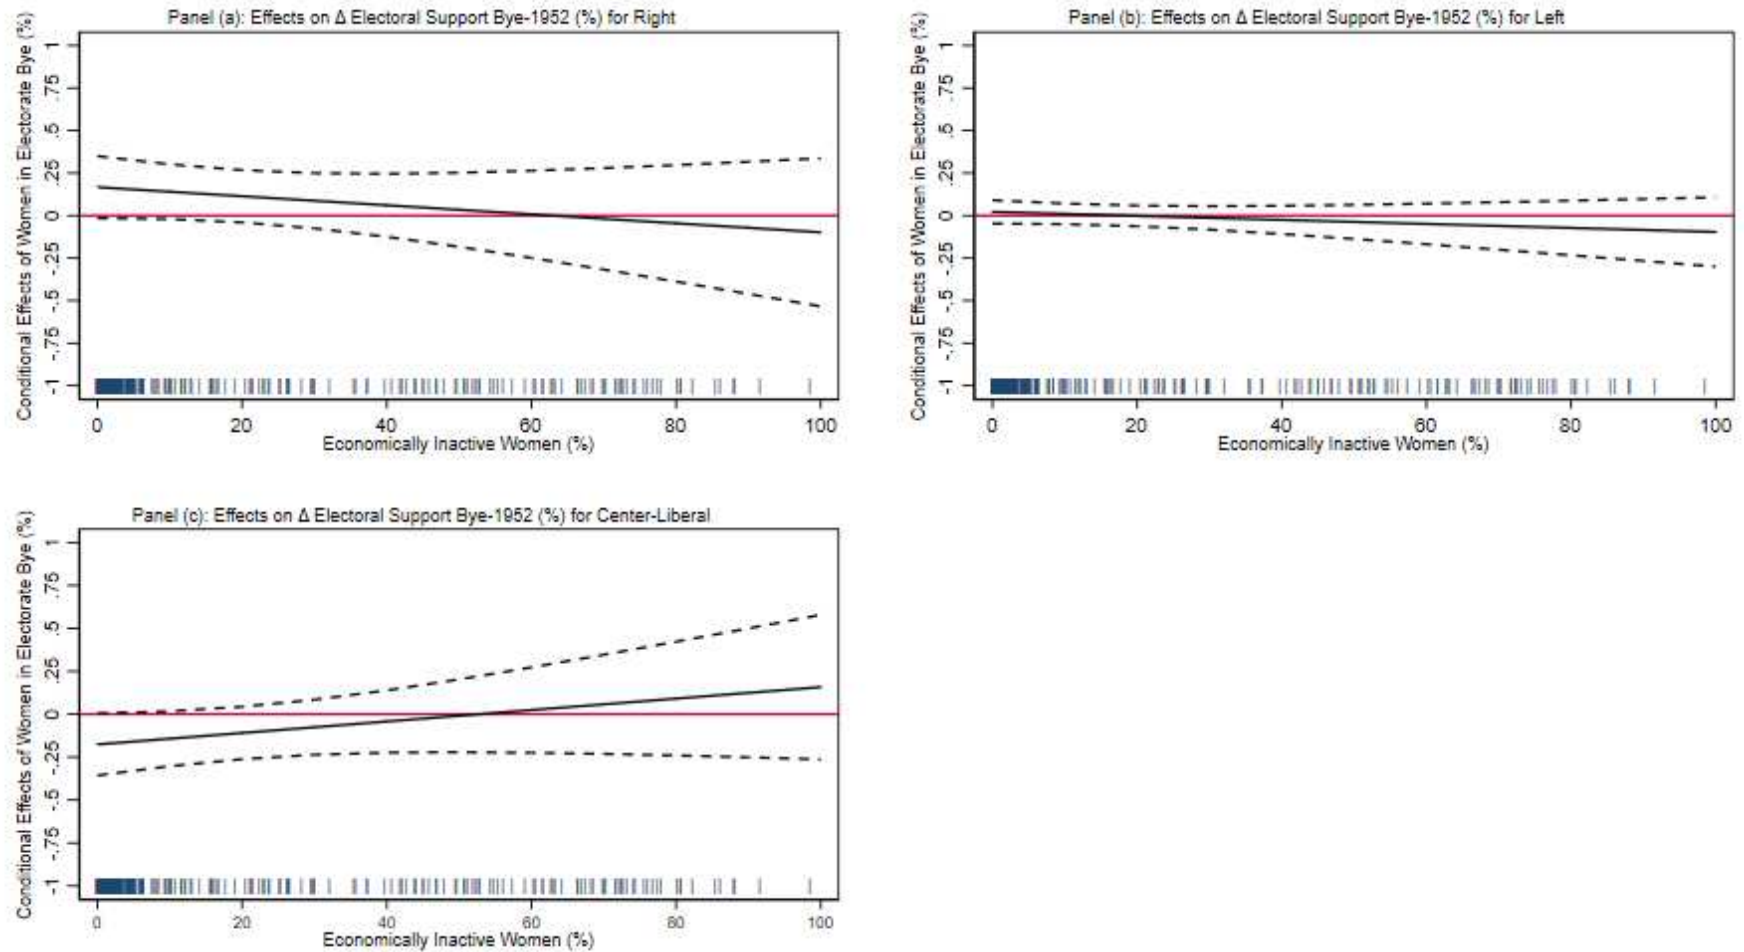 Panel (a): Effects on Δ Electoral Support Bye-1952 (%) for Right
Conditional Effects of Women in Electorate Bye (%)
1
.75
.5
.25
0
-.25
-.5
-.75
-1
0 20 40 60 80 100
Economically Inactive Women (%)
Panel (b): Effects on Δ Electoral Support Bye-1952 (%) for Left
Conditional Effects of Women in Electorate Bye (%)
1
.75
.5
.25
0
-.25
-.5
-.75
-1
0 20 40 60 80 100
Economically Inactive Women (%)
Panel (c): Effects on Δ Electoral Support Bye-1952 (%) for Center-Liberal
Conditional Effects of Women in Electorate Bye (%)
1
.75
.5
.25
0
-.25
-.5
-.75
-1
0 20 40 60 80 100
Economically Inactive Women (%)